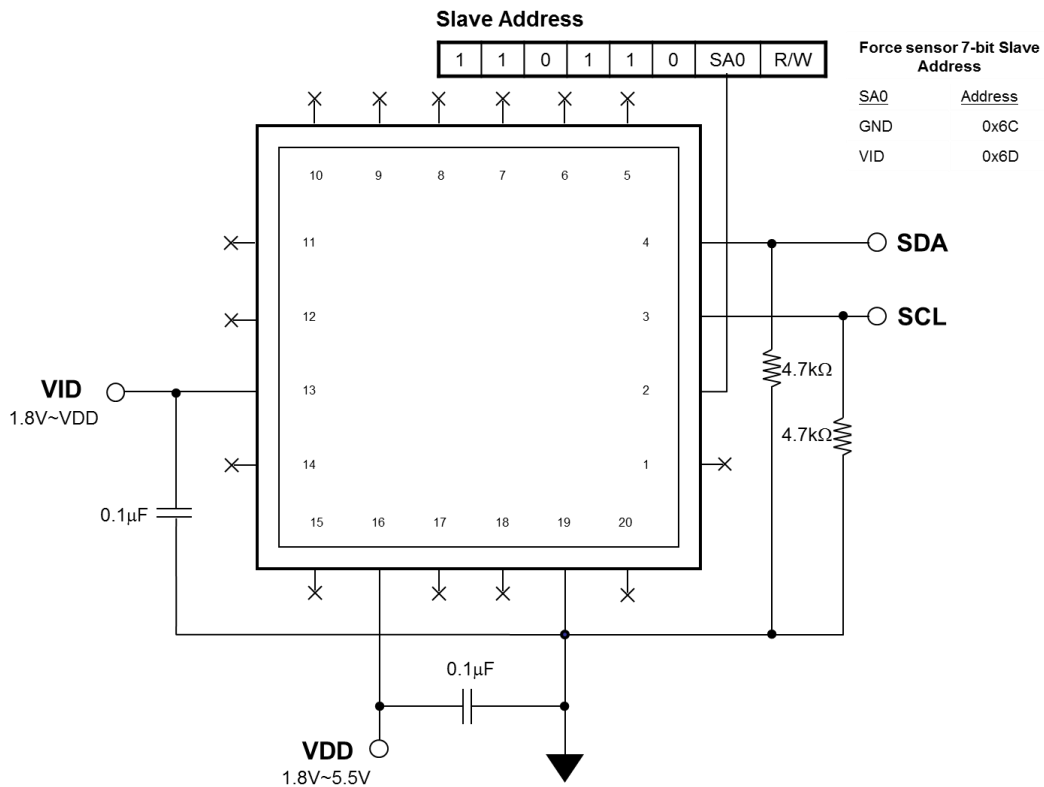 Slave Address
1 1 0 1 1 0 SA0 R/W
Force sensor 7-bit Slave
Address
SA0 Address
GND 0x6C
VID 0x6D
10 9 8 7 6 5
11 4 SDA
12 3 SCL
4.7kΩ
VID 13 2
1.8V~VDD
4.7kΩ
14 1
0.1µF
15 16 17 18 19 20
0.1µF
VDD
1.8V~5.5V